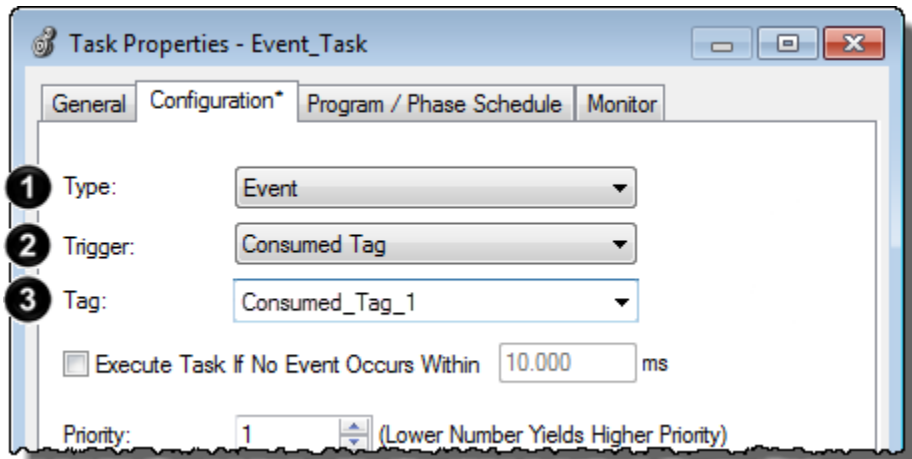 Task Properties - Event_Task
General Configuration* Program / Phase Schedule Monitor
1 Type: Event
2 Trigger: Consumed Tag
3 Tag: Consumed_Tag_1
Execute Task If No Event Occurs Within 10.000 ms
Priority: 1 (Lower Number Yields Higher Priority)